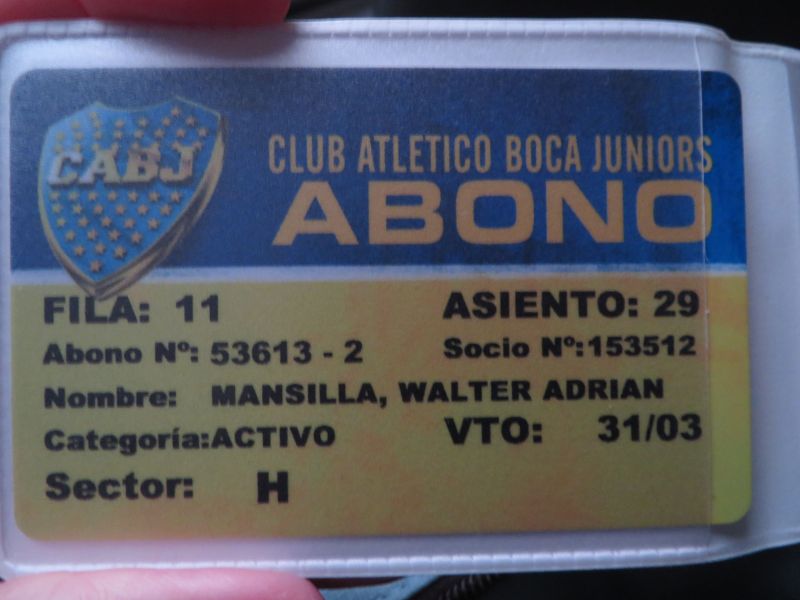 CABJ
CLUB ATLETICO BOCA JUNIORS
ABONO
FILA: 11 ASIENTO: 29
Abono Nº: 53613 - 2 Socio Nº:153512
Nombre: MANSILLA, WALTER ADRIAN
Categoría:ACTIVO VTO: 31/03
Sector: H